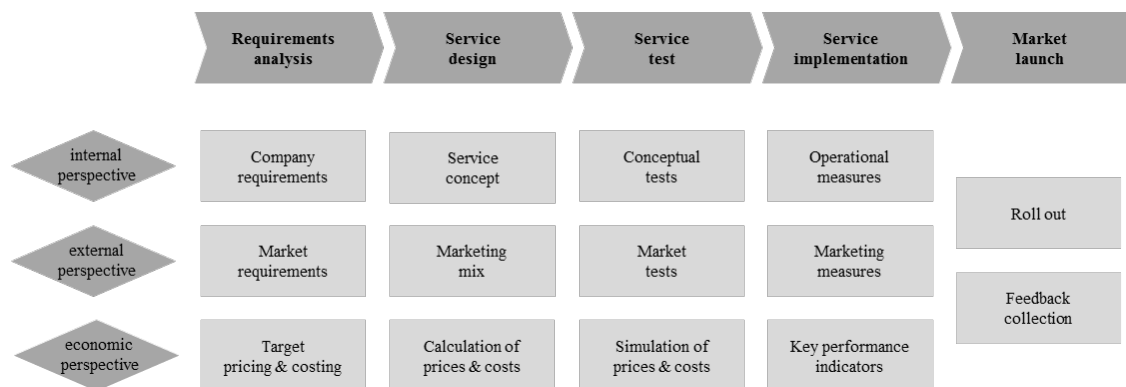 Requirements
analysis
Service
design
Service
test
Service
implementation
Market
launch
internal
perspective
Company
requirements
Service
concept
Conceptual
tests
Operational
measures
Roll out
external
perspective
Market
requirements
Marketing
mix
Market
tests
Marketing
measures
Feedback
collection
economic
perspective
Target
pricing & costing
Calculation of
prices & costs
Simulation of
prices & costs
Key performance
indicators